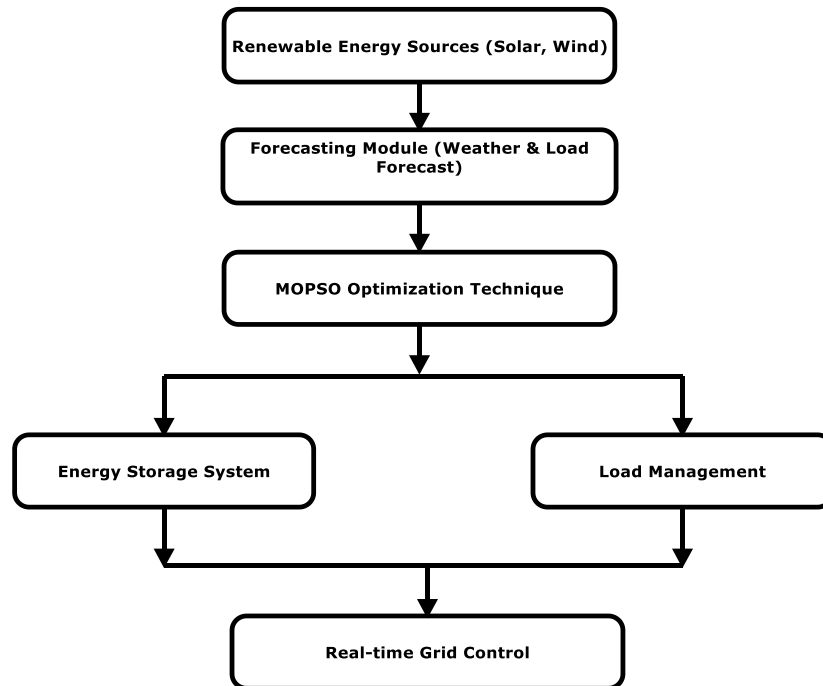 Renewable Energy Sources (Solar, Wind)
Forecasting Module (Weather & Load
Forecast)
MOPSO Optimization Technique
Energy Storage System
Load Management
Real-time Grid Control